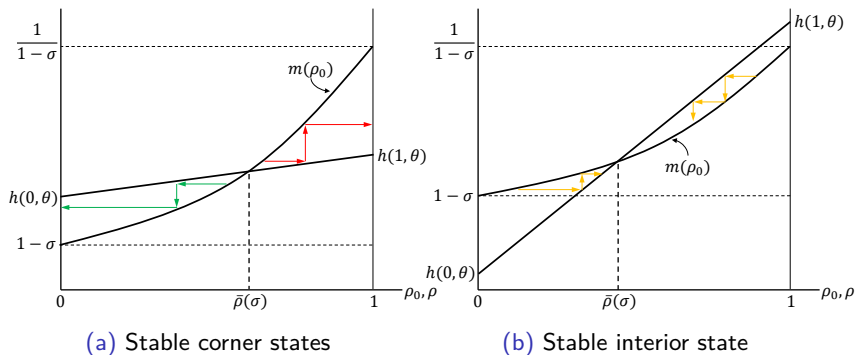 1
1 − σ
m(ρ₀)
h(1, θ)
h(0, θ)
1 − σ
0
ρ̄(σ)
1
ρ₀, ρ
(a) Stable corner states
h(1, θ)
1
1 − σ
m(ρ₀)
1 − σ
h(0, θ)
0
ρ̄(σ)
1
ρ₀, ρ
(b) Stable interior state